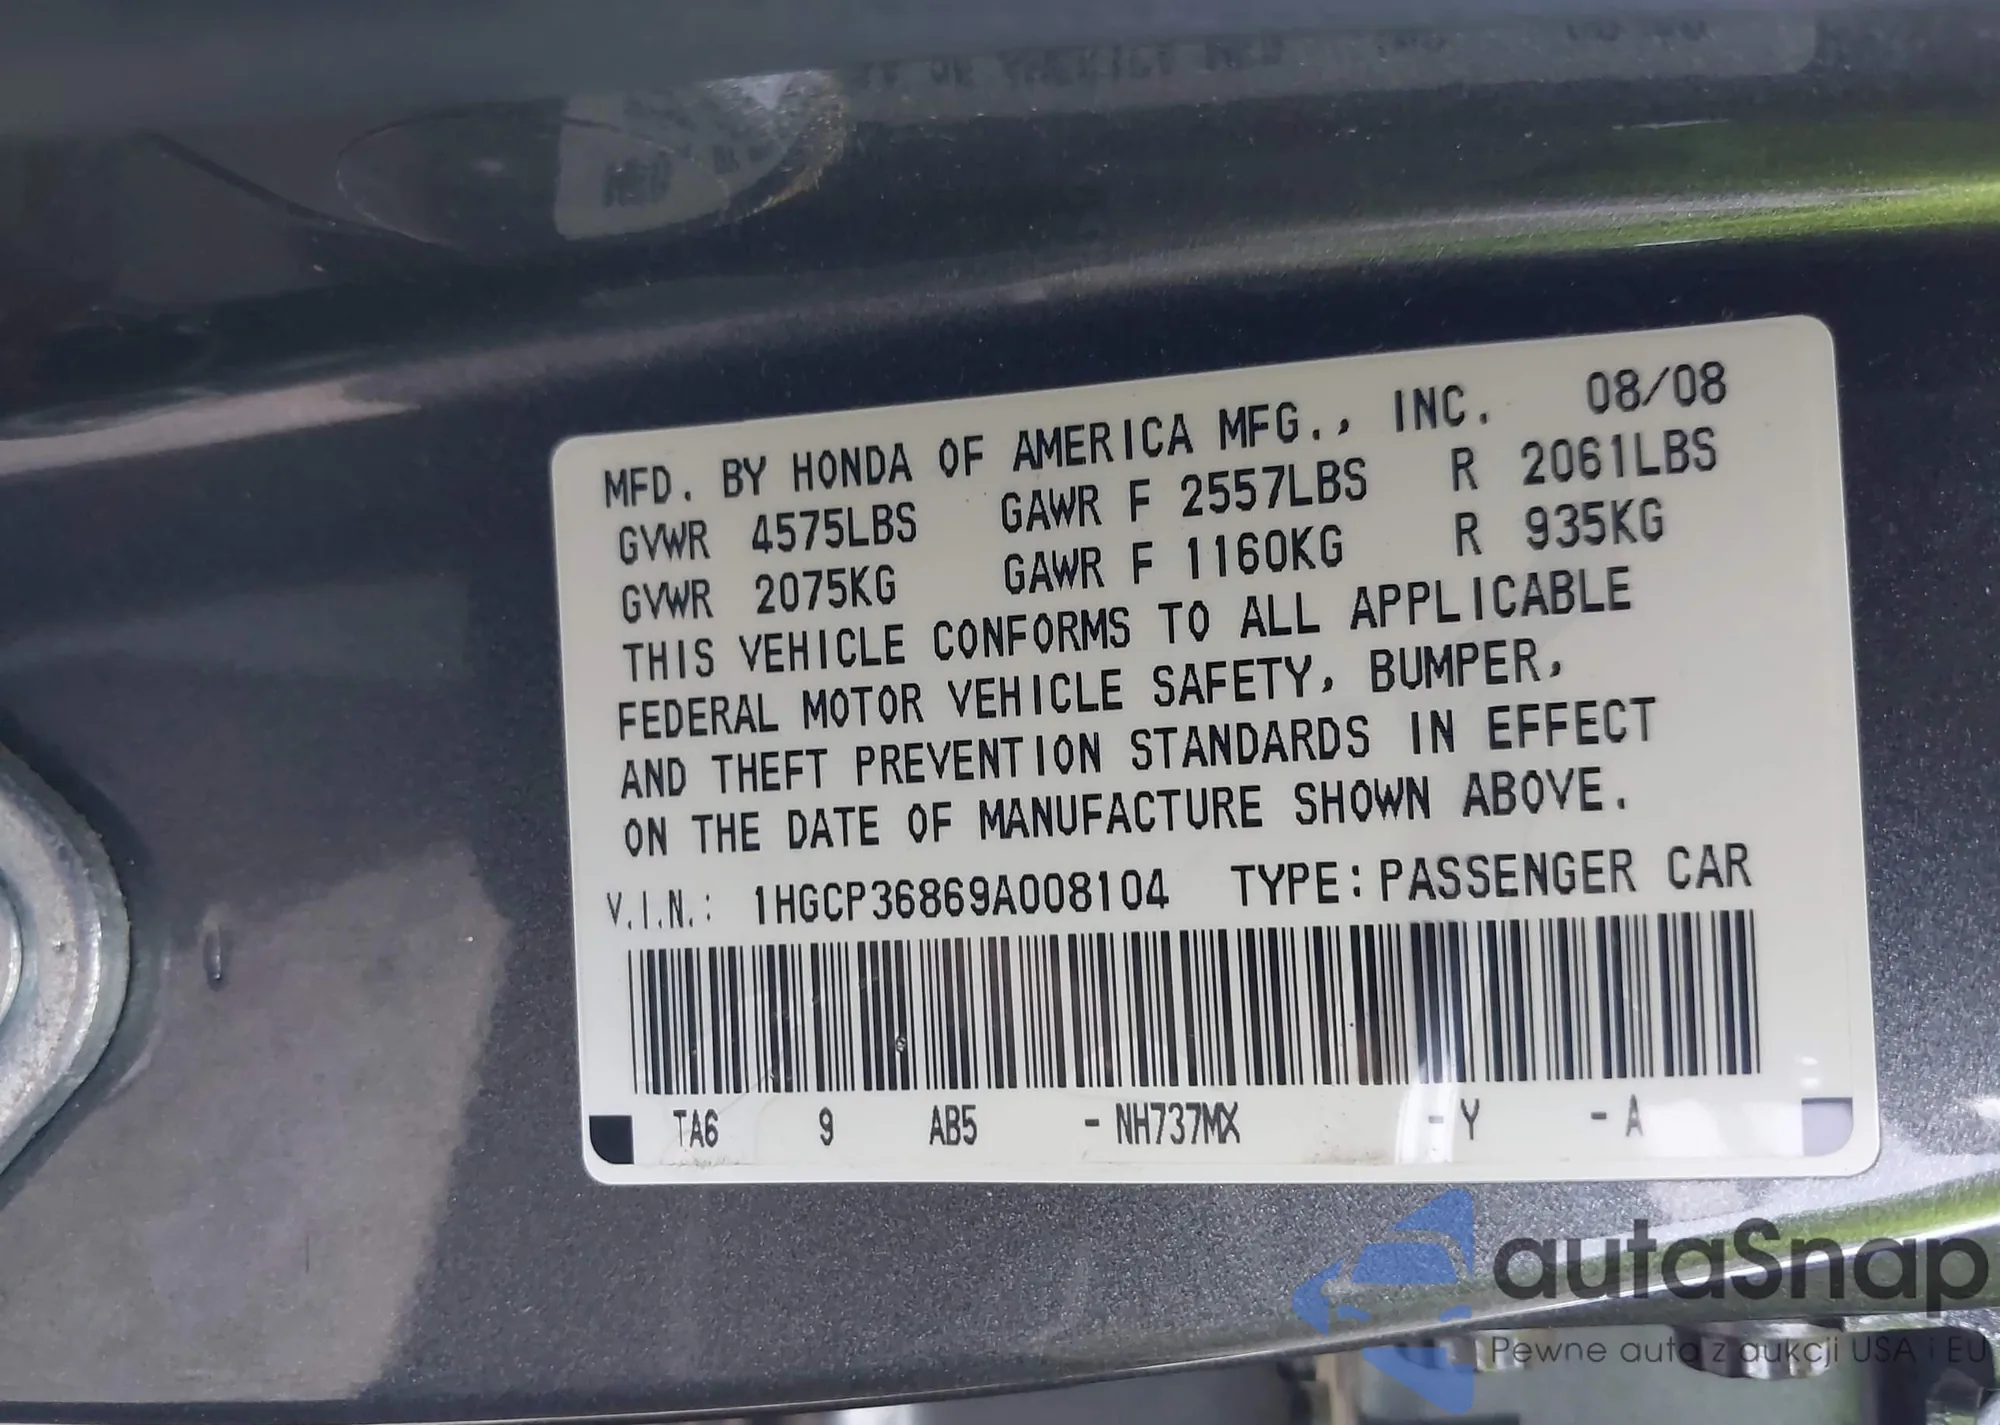 MFD. BY HONDA OF AMERICA MFG., INC. 08/08
GVWR 4575LBS GAWR F 2557LBS R 2061LBS
GVWR 2075KG GAWR F 1160KG R 935KG
THIS VEHICLE CONFORMS TO ALL APPLICABLE
FEDERAL MOTOR VEHICLE SAFETY, BUMPER,
AND THEFT PREVENTION STANDARDS IN EFFECT
ON THE DATE OF MANUFACTURE SHOWN ABOVE.
V.I.N.: 1HGCP36869A008104 TYPE: PASSENGER CAR
TA6 9 AB5 -NH737MX -Y -A
autaSnap
Pewne auta z aukcji USA i EU